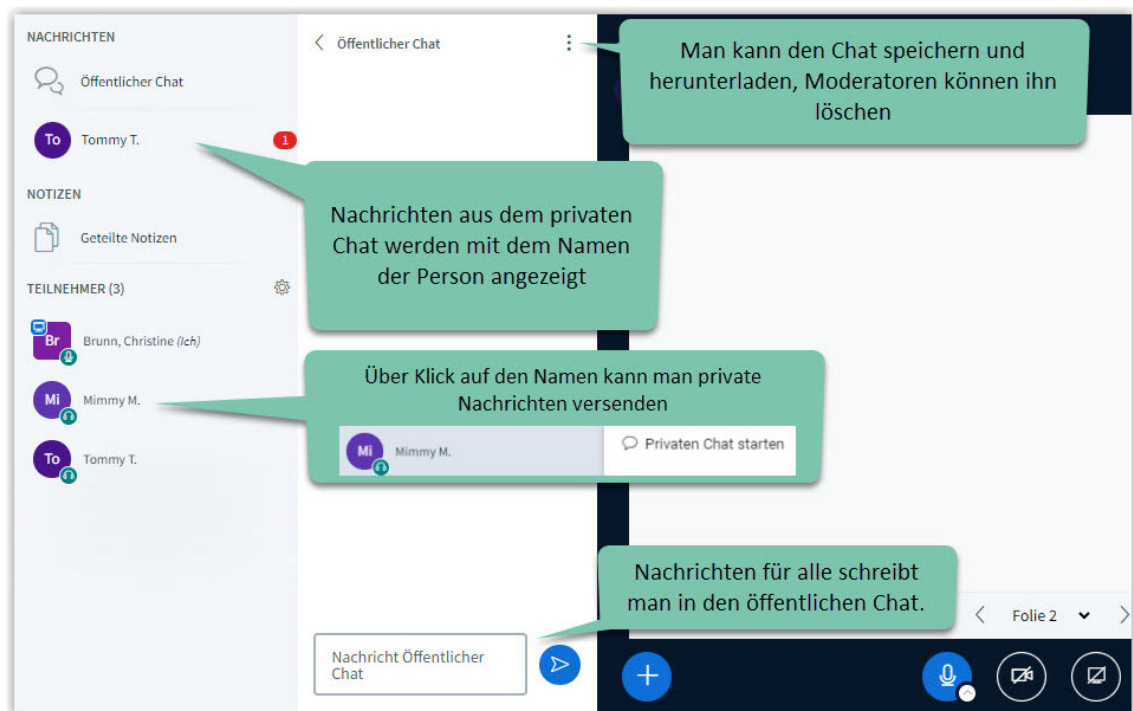 NACHRICHTEN
Öffentlicher Chat
To
Tommy T.
1
NOTIZEN
Geteilte Notizen
TEILNEHMER (3)
Br
Brunn, Christine (Ich)
Mi
Mimmy M.
To
Tommy T.
Öffentlicher Chat
Man kann den Chat speichern und
herunterladen, Moderatoren können ihn
löschen
Nachrichten aus dem privaten
Chat werden mit dem Namen
der Person angezeigt
Über Klick auf den Namen kann man private
Nachrichten versenden
Mi
Mimmy M.
Privaten Chat starten
Nachrichten für alle schreibt
man in den öffentlichen Chat.
Nachricht Öffentlicher
Chat
Folie 2